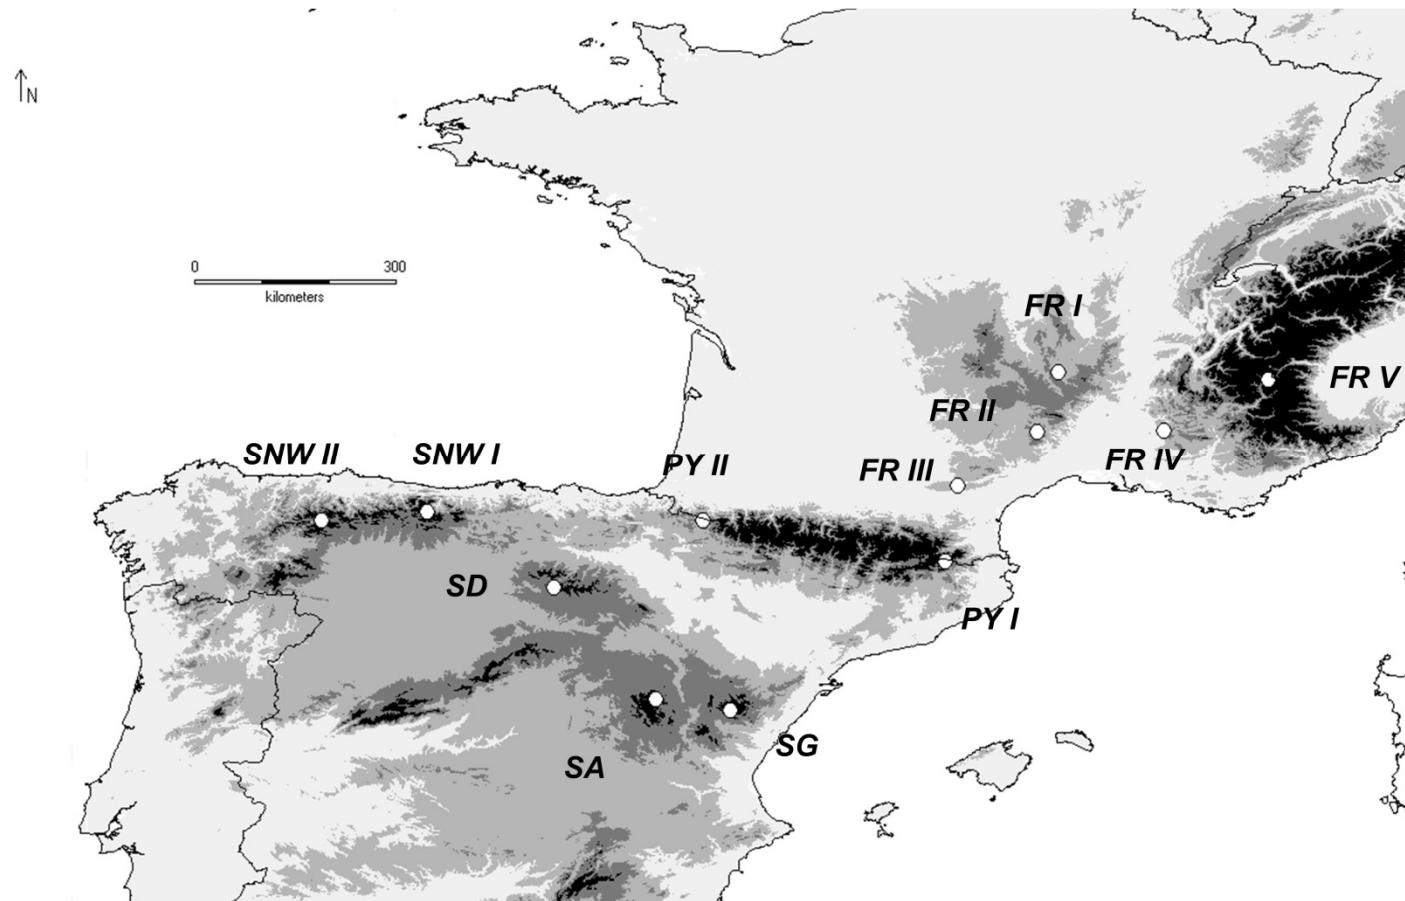 N
0 300
kilometers
FR I
FR V
FR II
SNW II
SNW I
PY II
FR III
FR IV
SD
PY I
SG
SA